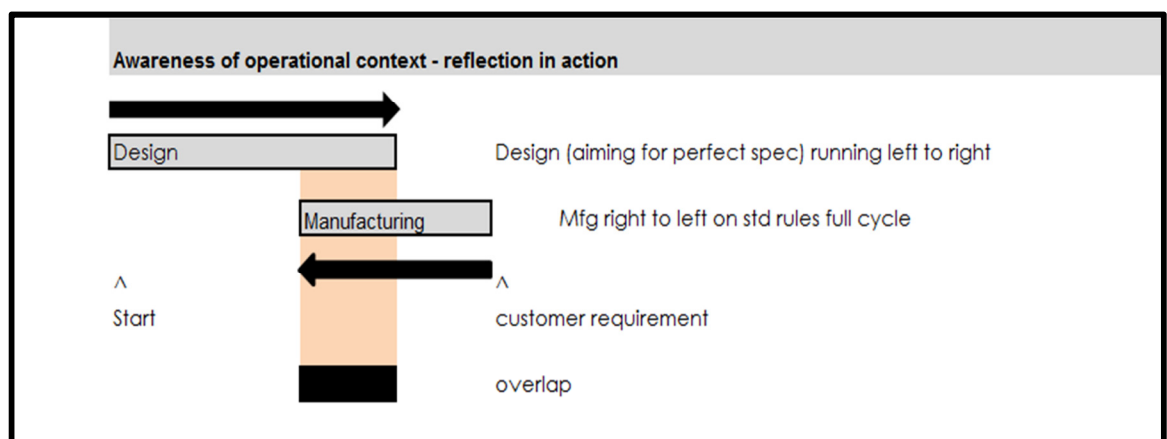 Awareness of operational context - reflection in action
Design
Design (aiming for perfect spec) running left to right
Manufacturing
Mfg right to left on std rules full cycle
^
^
Start
customer requirement
overlap